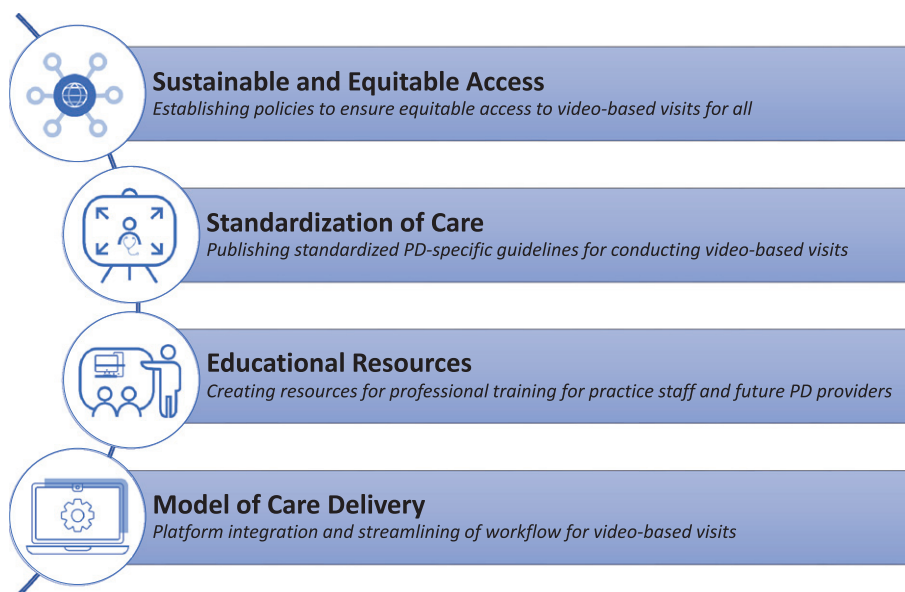 Sustainable and Equitable Access
Establishing policies to ensure equitable access to video-based visits for all
Standardization of Care
Publishing standardized PD-specific guidelines for conducting video-based visits
Educational Resources
Creating resources for professional training for practice staff and future PD providers
Model of Care Delivery
Platform integration and streamlining of workflow for video-based visits